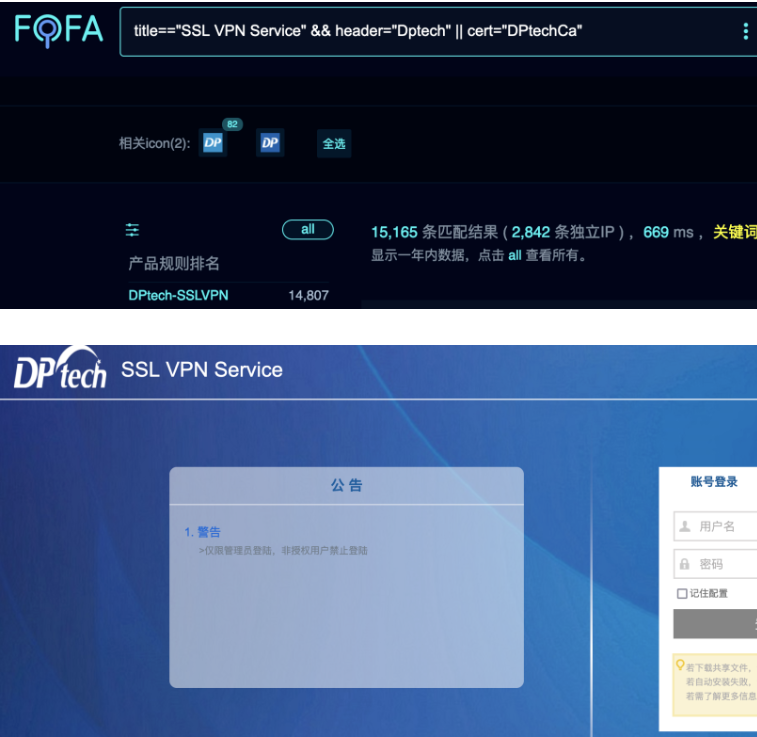 FOFA
title=="SSL VPN Service" && header="Dptech" || cert="DPtechCa"
82
相关icon(2): DP DP 全选
all
15,165 条匹配结果 ( 2,842 条独立IP ) ，669 ms ，关键词
产品规则排名
显示一年内数据，点击 all 查看所有。
DPtech-SSLVPN 14,807
DPtech SSL VPN Service
公 告
账号登录
1. 警告
>仅限管理员登陆，非授权用户禁止登陆
用户名
密码
记住配置
若下载共享文件，
若自动安装失败，
若需了解更多信息